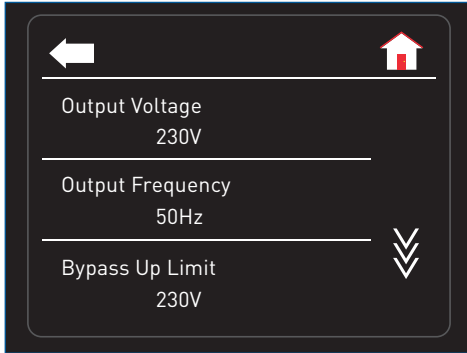 Output Voltage
230V
Output Frequency
50Hz
Bypass Up Limit
230V